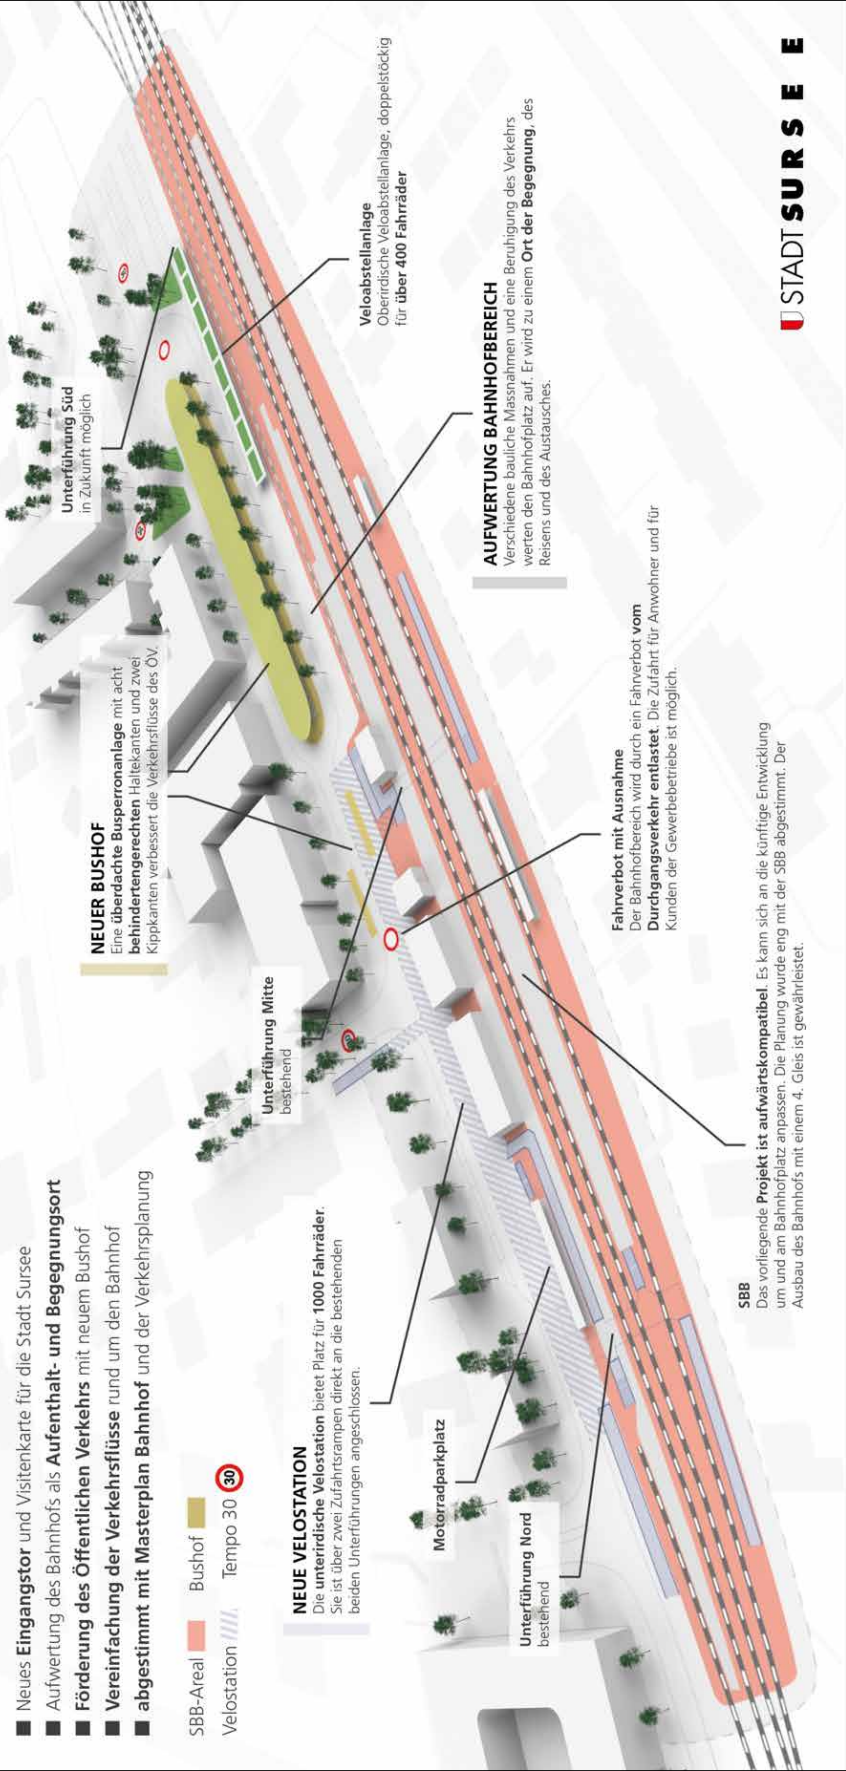 ■ Neues Eingangstor und Visitenkarte für die Stadt Sursee
■ Aufwertung des Bahnhofs als Aufenthalt- und Begegnungsort
■ Förderung des Öffentlichen Verkehrs mit neuem Bushof
■ Vereinfachung der Verkehrsflüsse rund um den Bahnhof
■ abgestimmt mit Masterplan Bahnhof und der Verkehrsplanung
SBB-Areal
Bushof
Velostation
Tempo 30
30
NEUER BUSHOF
Eine überdachte Busperronanlage mit acht
behindertengerechten Haltekanten und zwei
Kippkanten verbessert die Verkehrsflüsse des ÖV.
Unterführung Süd
in Zukunft möglich
Unterführung Mitte
bestehend
NEUE VELOSTATION
Die unterirdische Velostation bietet Platz für 1000 Fahrräder.
Sie ist über zwei Zufahrtsrampen direkt an die bestehenden
beiden Unterführungen angeschlossen.
Motorradparkplatz
Unterführung Nord
bestehend
Veloabstellanlage
Oberirdische Veloabstellanlage, doppelstöckig
für über 400 Fahrräder
AUFWERTUNG BAHNHOFBEREICH
Verschiedene bauliche Massnahmen und eine Beruhigung des Verkehrs
werten den Bahnhofplatz auf. Er wird zu einem Ort der Begegnung, des
Reisens und des Austausches.
Fahrverbot mit Ausnahme
Der Bahnhofbereich wird durch ein Fahrverbot vom
Durchgangsverkehr entlastet. Die Zufahrt für Anwohner und für
Kunden der Gewerbebetriebe ist möglich.
SBB
Das vorliegende Projekt ist aufwärtskompatibel. Es kann sich an die künftige Entwicklung
um und am Bahnhofplatz anpassen. Die Planung wurde eng mit der SBB abgestimmt. Der
Ausbau des Bahnhofs mit einem 4. Gleis ist gewährleistet.
STADT SURSEE